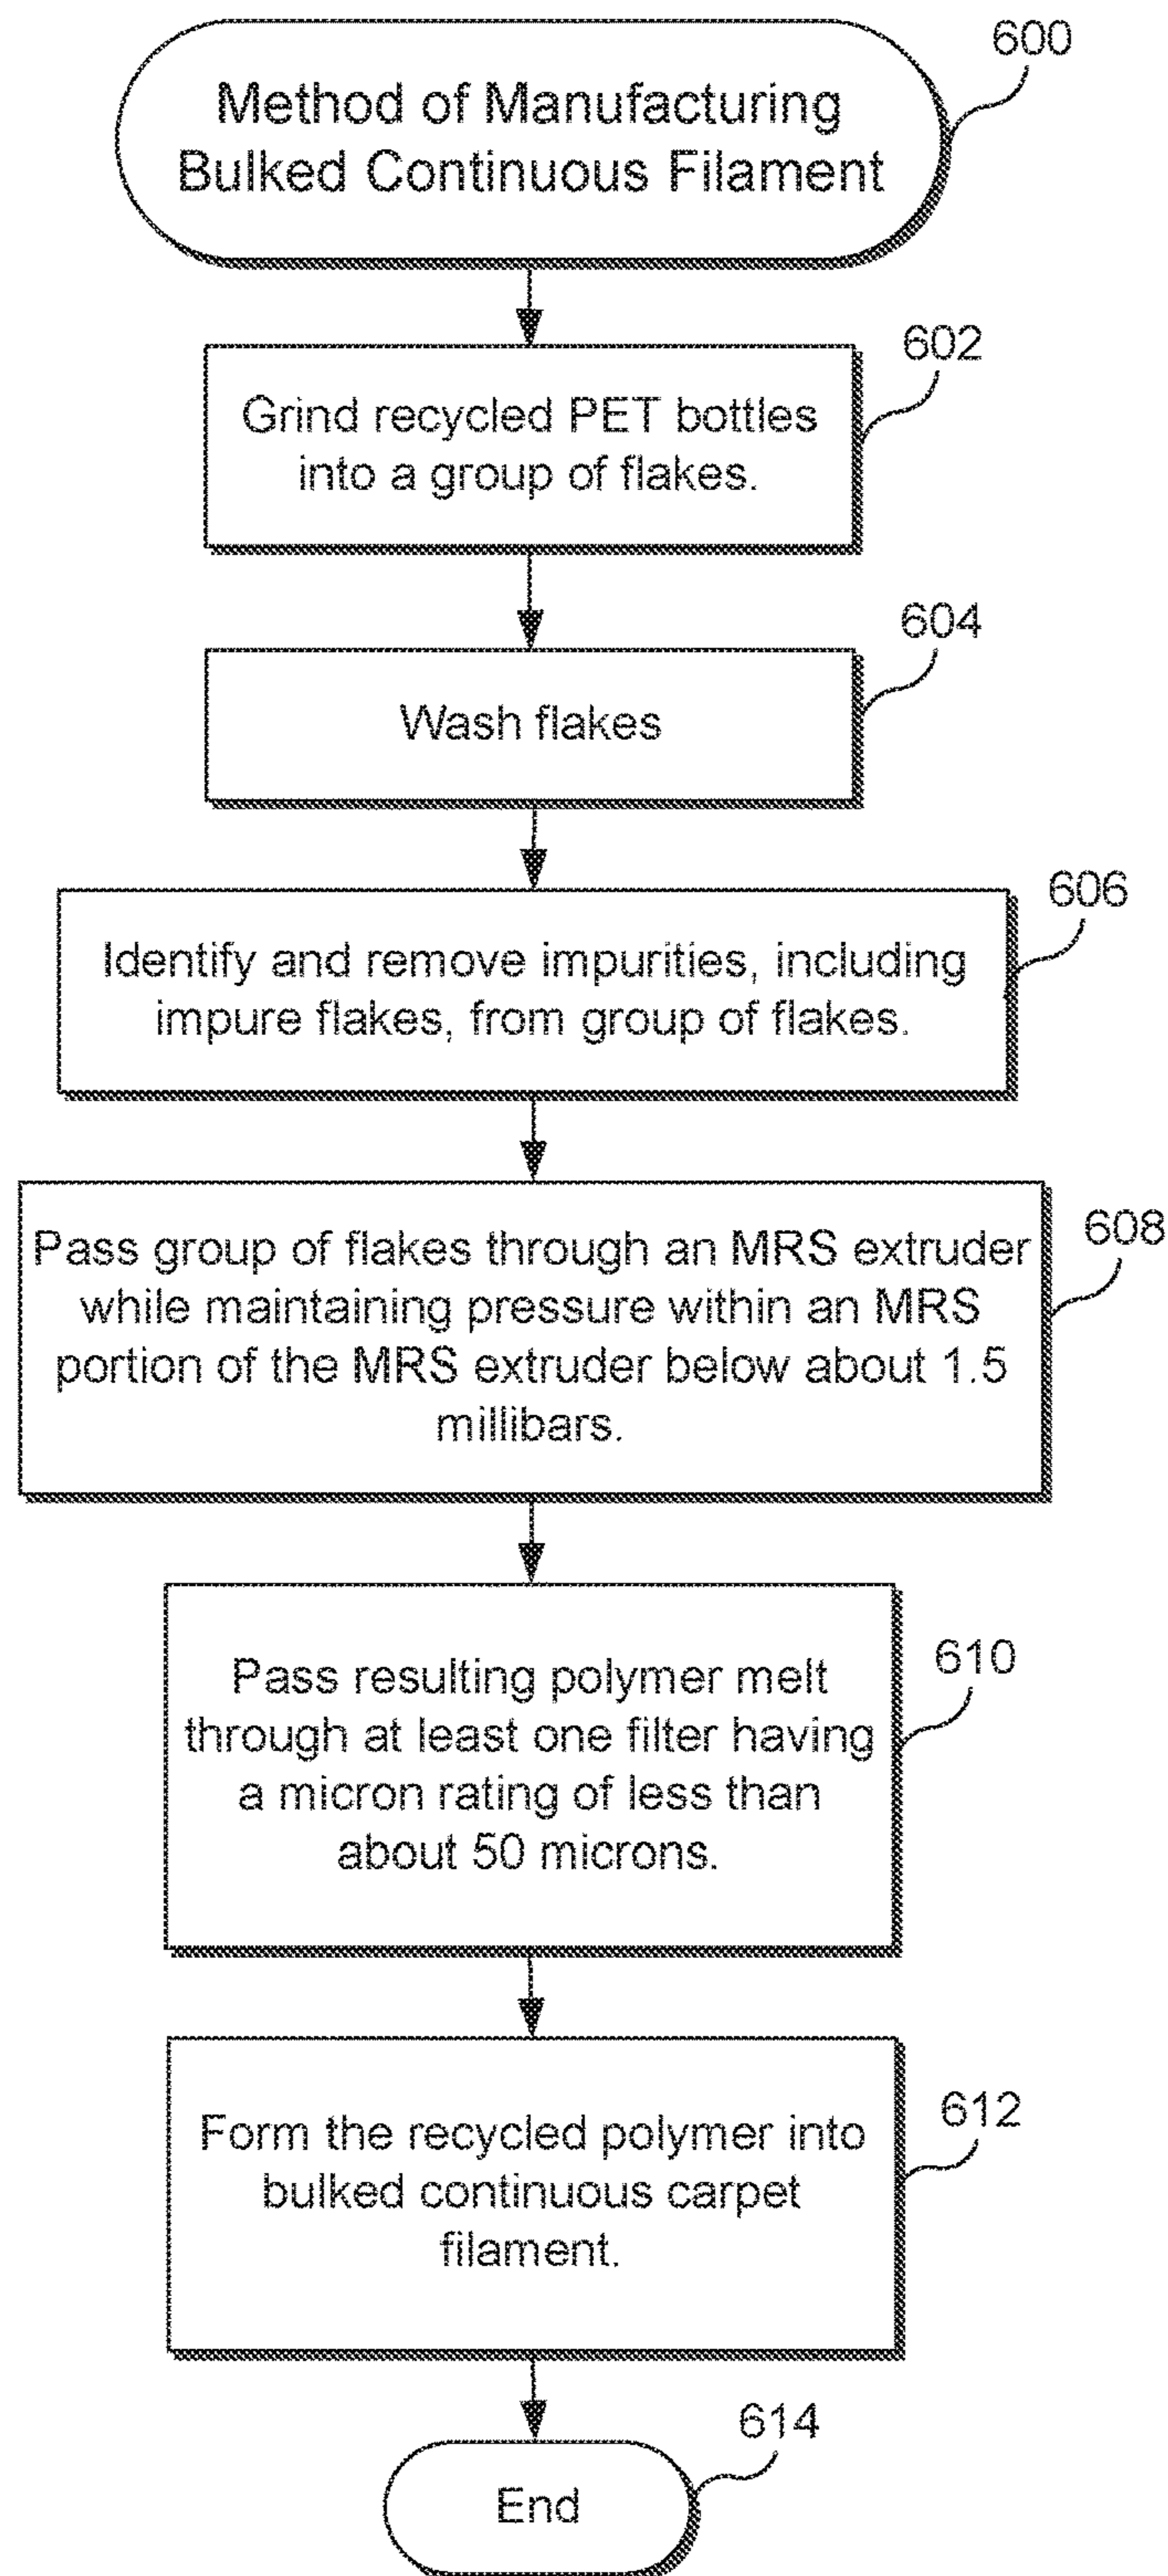 600
Method of Manufacturing
Bulked Continuous Filament
602
Grind recycled PET bottles
into a group of flakes.
604
Wash flakes
606
Identify and remove impurities, including
impure flakes, from group of flakes.
608
Pass group of flakes through an MRS extruder
while maintaining pressure within an MRS
portion of the MRS extruder below about 1.5
millibars.
610
Pass resulting polymer melt
through at least one filter having
a micron rating of less than
about 50 microns.
612
Form the recycled polymer into
bulked continuous carpet
filament.
614
End